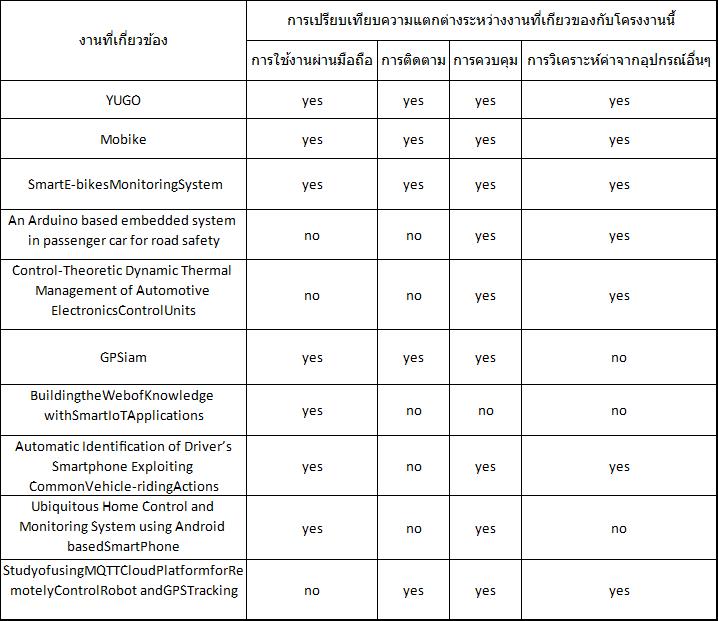 การเปรียบเทียบความแตกต่างระหว่างงานที่เกี่ยวของกับโครงงานนี้
งานที่เกี่ยวข้อง
การใช้งานผ่านมือถือ การติดตาม การควบคุม การวิเคราะห์ค่าจากอุปกรณ์อื่นๆ
YUGO yes yes yes yes
Mobike yes yes yes yes
SmartE-bikesMonitoringSystem yes yes yes yes
An Arduino based embedded system
in passenger car for road safety
no no yes yes
Control-Theoretic Dynamic Thermal
Management of Automotive
ElectronicsControlUnits
no no yes yes
GPSiam yes yes yes no
BuildingtheWebofKnowledge
withSmartIoTApplications
yes no no no
Automatic Identification of Driver’s
Smartphone Exploiting
CommonVehicle-ridingActions
yes no yes yes
Ubiquitous Home Control and
Monitoring System using Android
basedSmartPhone
yes no yes no
StudyofusingMQTTCloudPlatformforRe
motelyControlRobot andGPSTracking
no yes yes yes